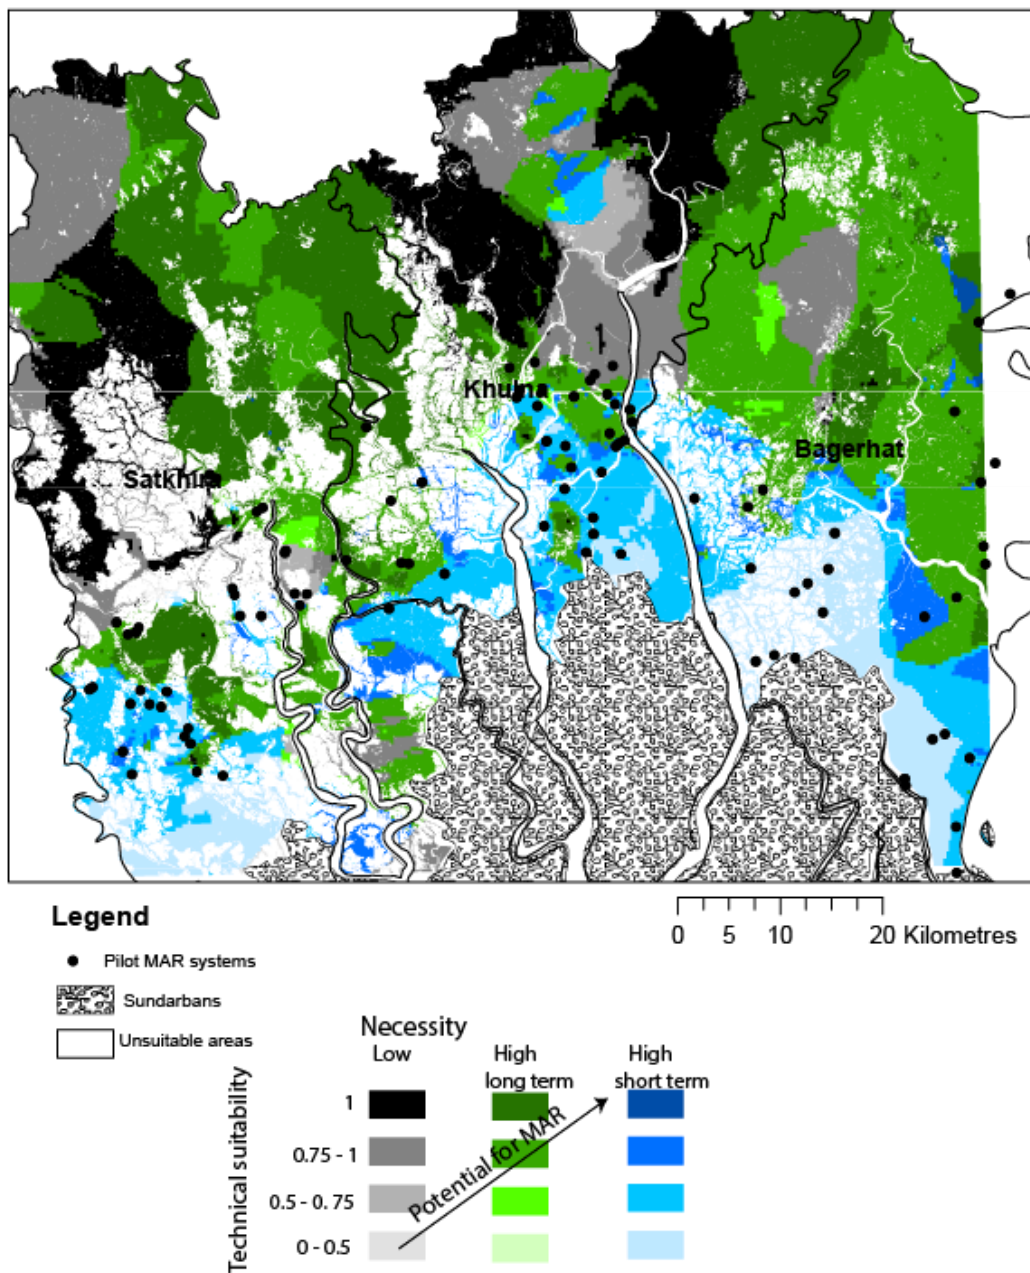 Khulna
Bagerhat
Satkhira
Legend
Pilot MAR systems
Sundarbans
Unsuitable areas
0 5 10 20 Kilometres
Necessity
Low High High
long term short term
Technical suitability
1
0.75 - 1
0.5 - 0.75
0 - 0.5
Potential for MAR